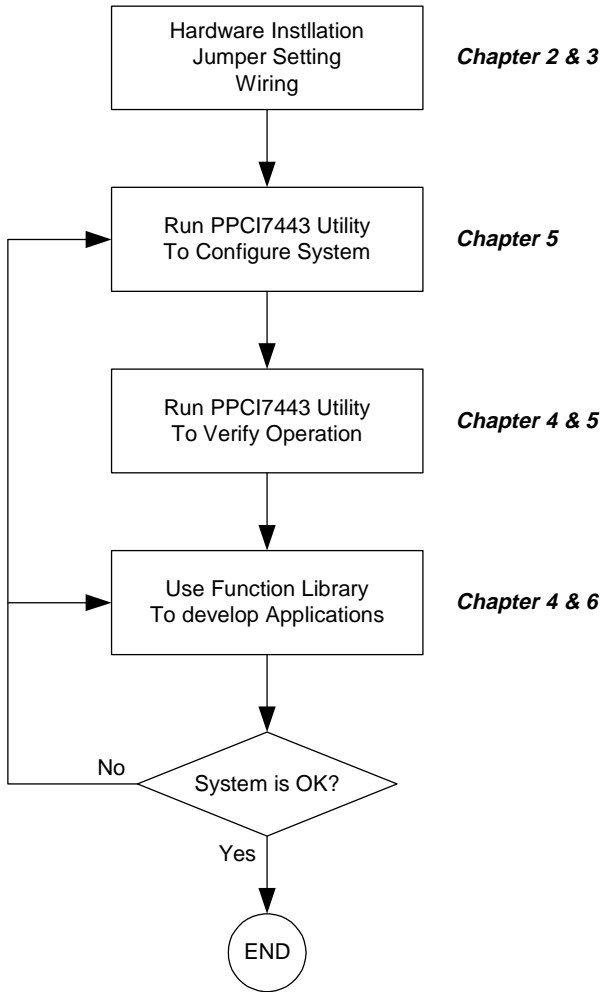 Hardware Instllation
Jumper Setting
Wiring
Chapter 2 & 3
Run PPCI7443 Utility
To Configure System
Chapter 5
Run PPCI7443 Utility
To Verify Operation
Chapter 4 & 5
Use Function Library
To develop Applications
Chapter 4 & 6
No
System is OK?
Yes
END